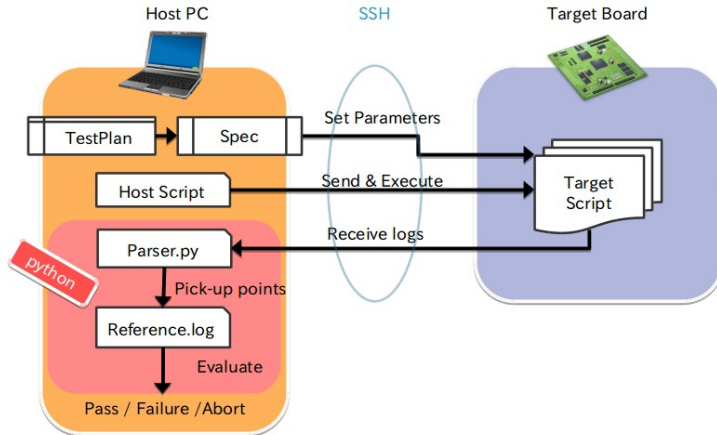 Host PC
SSH
Target Board
TestPlan
Spec
Set Parameters
Host Script
Send & Execute
Target
Script
Receive logs
Parser.py
python
Pick-up points
Reference.log
Evaluate
Pass / Failure /Abort